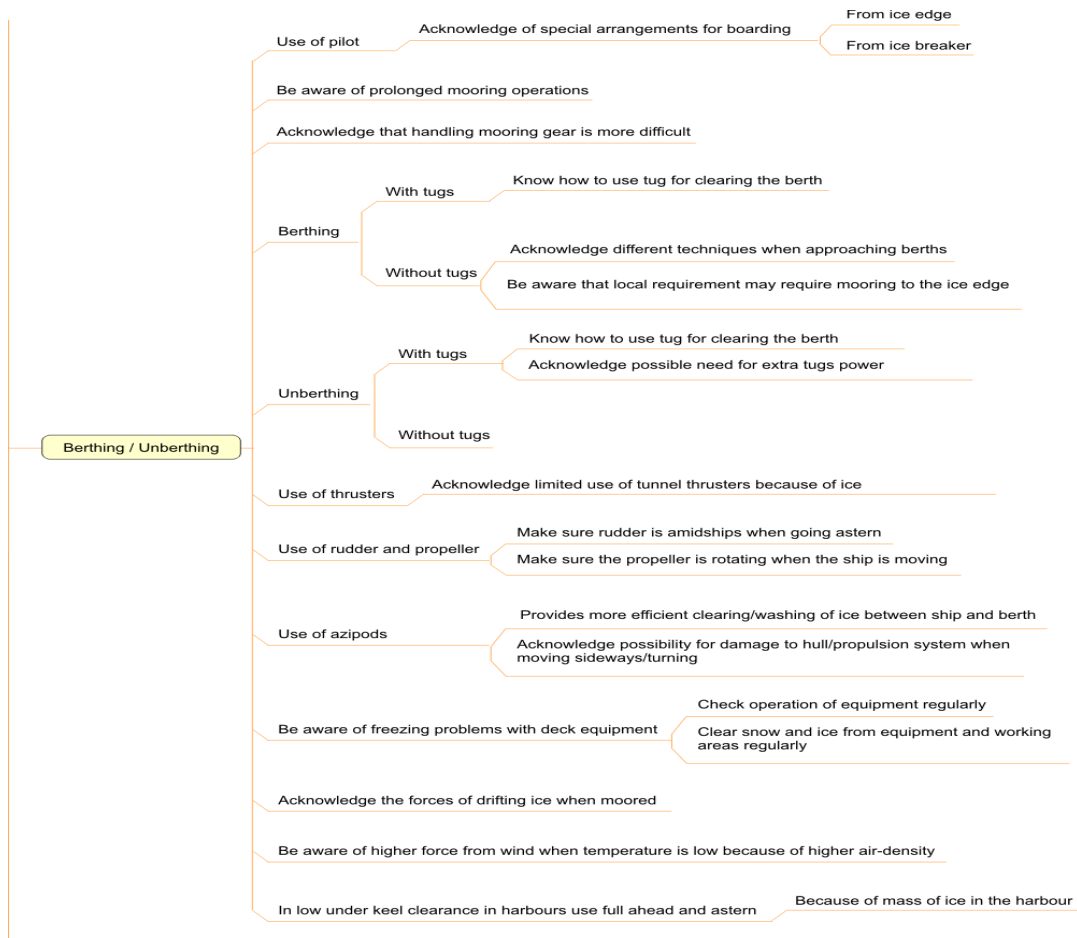 Use of pilot
Acknowledge of special arrangements for boarding
From ice edge
From ice breaker
Be aware of prolonged mooring operations
Acknowledge that handling mooring gear is more difficult
Berthing
With tugs
Know how to use tug for clearing the berth
Without tugs
Acknowledge different techniques when approaching berths
Be aware that local requirement may require mooring to the ice edge
Unberthing
With tugs
Know how to use tug for clearing the berth
Acknowledge possible need for extra tugs power
Without tugs
Berthing / Unberthing
Use of thrusters
Acknowledge limited use of tunnel thrusters because of ice
Use of rudder and propeller
Make sure rudder is amidships when going astern
Make sure the propeller is rotating when the ship is moving
Use of azipods
Provides more efficient clearing/washing of ice between ship and berth
Acknowledge possibility for damage to hull/propulsion system when
moving sideways/turning
Be aware of freezing problems with deck equipment
Check operation of equipment regularly
Clear snow and ice from equipment and working
areas regularly
Acknowledge the forces of drifting ice when moored
Be aware of higher force from wind when temperature is low because of higher air-density
In low under keel clearance in harbours use full ahead and astern
Because of mass of ice in the harbour